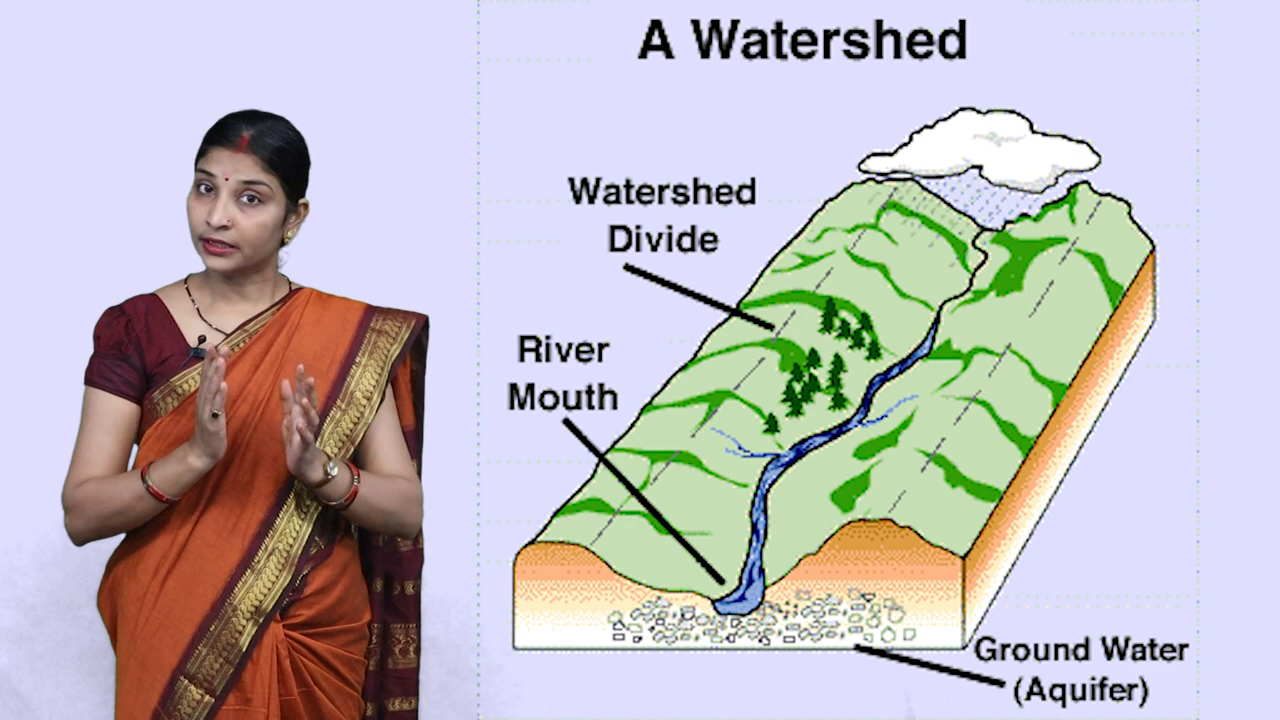 A Watershed
Watershed
Divide
River
Mouth
Ground Water
(Aquifer)